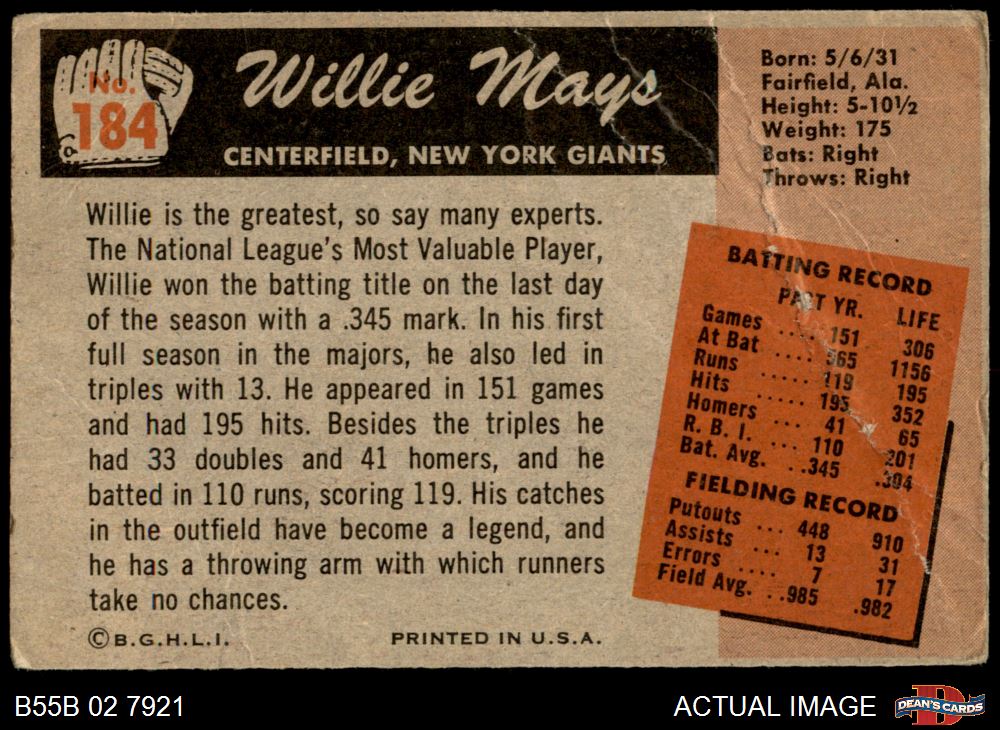 No.
184
Willie Mays
CENTERFIELD, NEW YORK GIANTS
Born: 5/6/31
Fairfield, Ala.
Height: 5-10½
Weight: 175
Bats: Right
Throws: Right
Willie is the greatest, so say many experts.
The National League's Most Valuable Player,
Willie won the batting title on the last day
of the season with a .345 mark. In his first
full season in the majors, he also led in
triples with 13. He appeared in 151 games
and had 195 hits. Besides the triples he
had 33 doubles and 41 homers, and he
batted in 110 runs, scoring 119. His catches
in the outfield have become a legend, and
he has a throwing arm with which runners
take no chances.
©B.G.H.L.I. PRINTED IN U.S.A.
BATTING RECORD
PAST YR. LIFE
Games .... 151 306
At Bat .... 565 1156
Runs ..... 119 195
Hits ..... 195 352
Homers .... 41 65
R. B. I. ... 110 201
Bat. Avg. ..345 .304
FIELDING RECORD
Putouts ... 448 910
Assists ... 13 31
Errors .... 7 17
Field Avg. ..985 .982
B55B 02 7921
ACTUAL IMAGE
DEAN'S CARDS